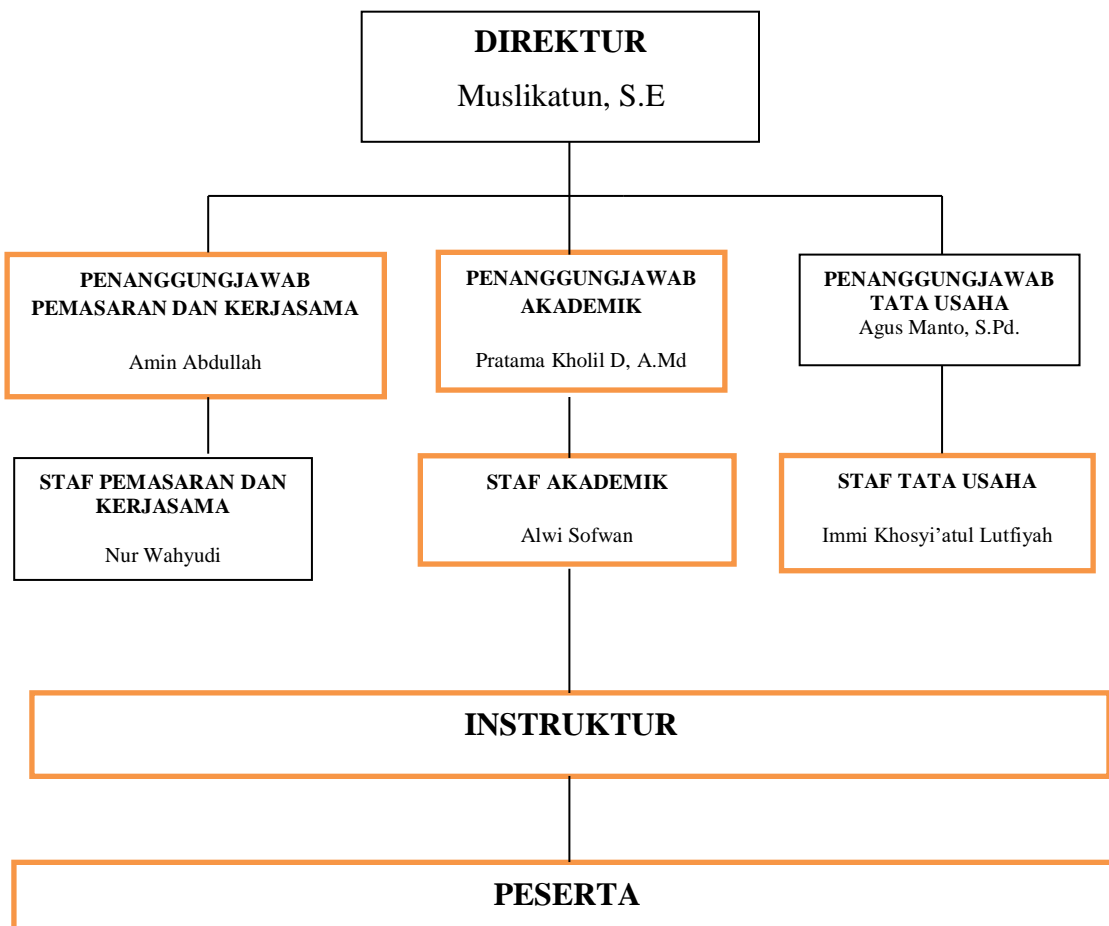 DIREKTUR
Muslikatun, S.E
PENANGGUNGJAWAB
PEMASARAN DAN KERJASAMA
Amin Abdullah
PENANGGUNGJAWAB
AKADEMIK
Pratama Kholil D, A.Md
PENANGGUNGJAWAB
TATA USAHA
Agus Manto, S.Pd.
STAF PEMASARAN DAN
KERJASAMA
Nur Wahyudi
STAF AKADEMIK
Alwi Sofwan
STAF TATA USAHA
Immi Khosyi’atul Lutfiyah
INSTRUKTUR
PESERTA